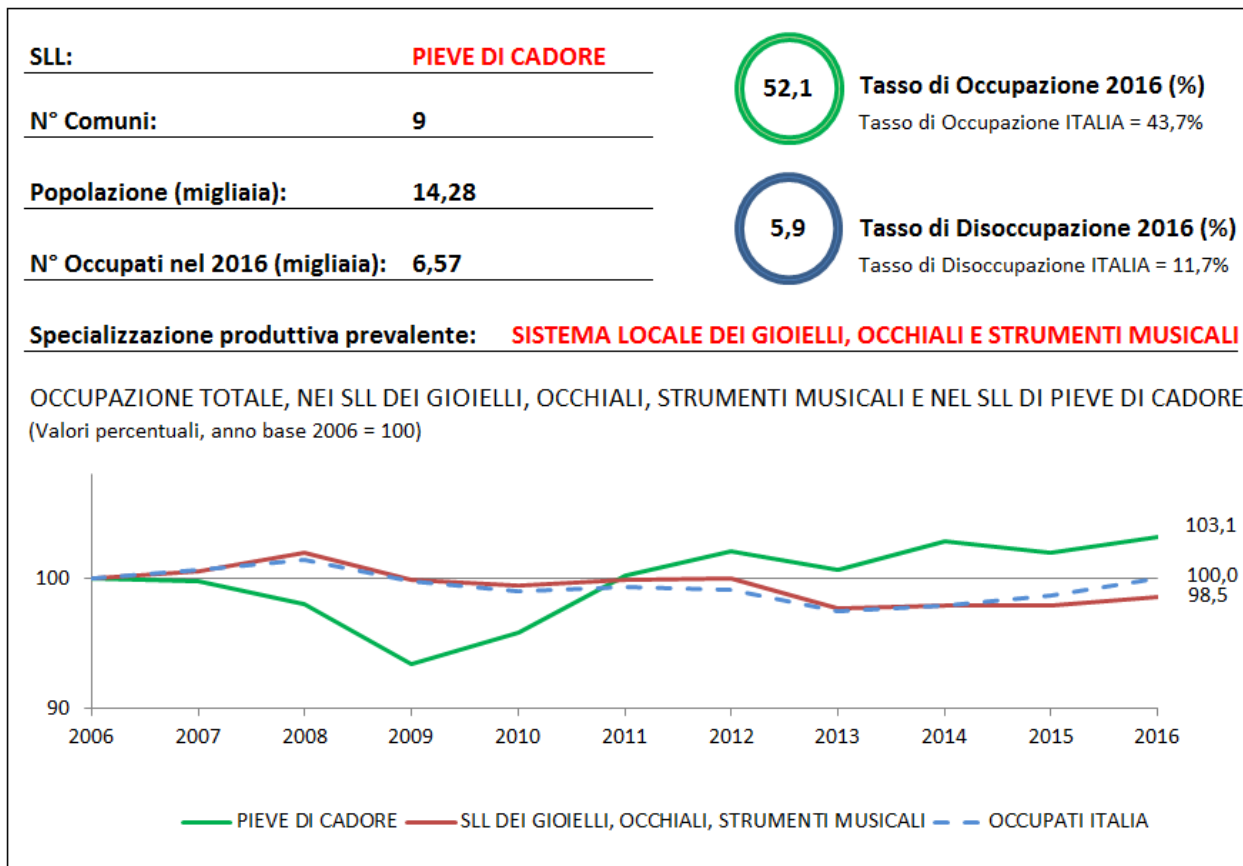 SLL: PIEVE DI CADORE
N° Comuni: 9
Popolazione (migliaia): 14,28
N° Occupati nel 2016 (migliaia): 6,57
52,1 Tasso di Occupazione 2016 (%)
Tasso di Occupazione ITALIA = 43,7%
5,9 Tasso di Disoccupazione 2016 (%)
Tasso di Disoccupazione ITALIA = 11,7%
Specializzazione produttiva prevalente: SISTEMA LOCALE DEI GIOIELLI, OCCHIALI E STRUMENTI MUSICALI
OCCUPAZIONE TOTALE, NEI SLL DEI GIOIELLI, OCCHIALI, STRUMENTI MUSICALI E NEL SLL DI PIEVE DI CADORE
(Valori percentuali, anno base 2006 = 100)
103,1
100 100,0
98,5
90
2006 2007 2008 2009 2010 2011 2012 2013 2014 2015 2016
PIEVE DI CADORE SLL DEI GIOIELLI, OCCHIALI, STRUMENTI MUSICALI OCCUPATI ITALIA